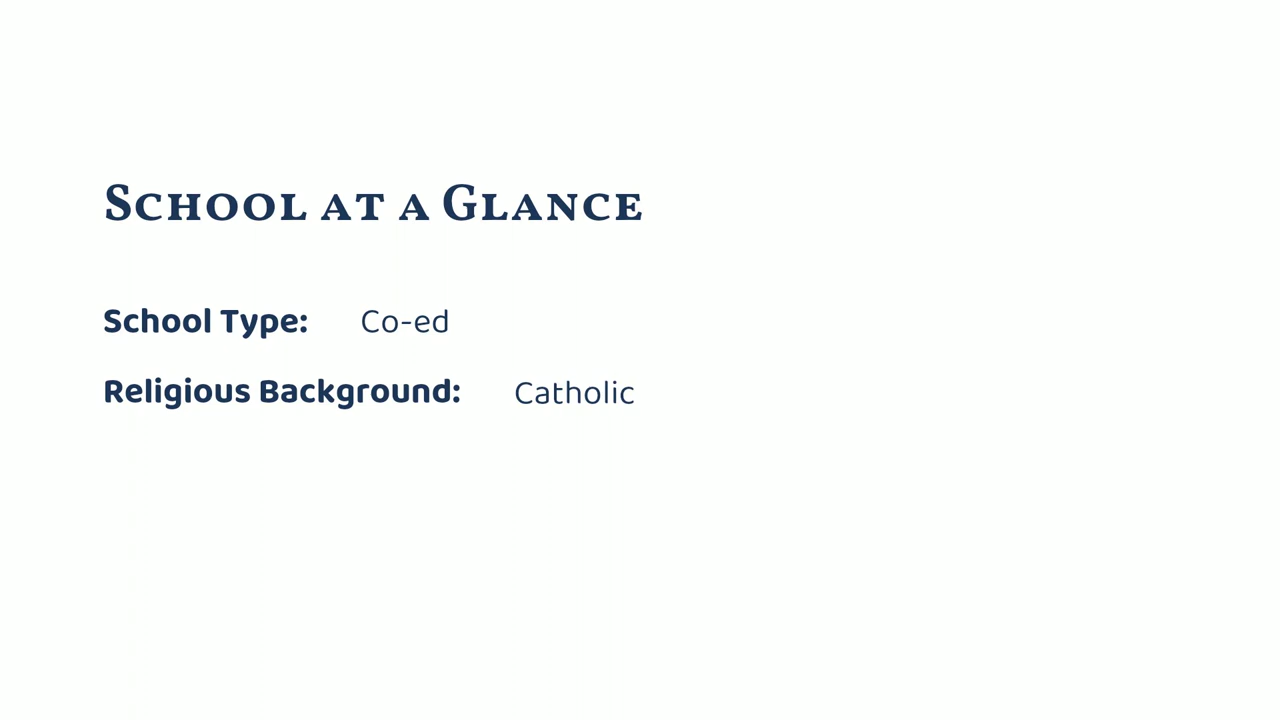 School at a Glance
School Type: Co-ed
Religious Background: Catholic